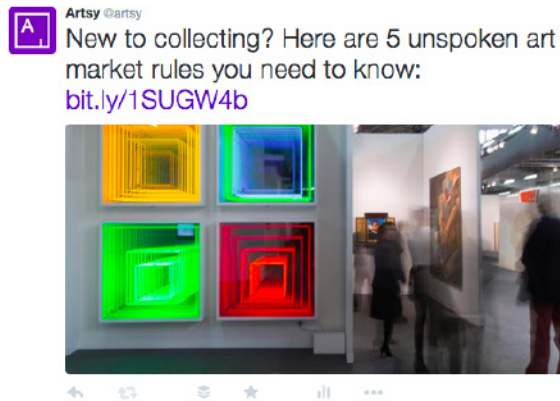 Artsy @artsy
New to collecting? Here are 5 unspoken art
market rules you need to know:
bit.ly/1SUGW4b